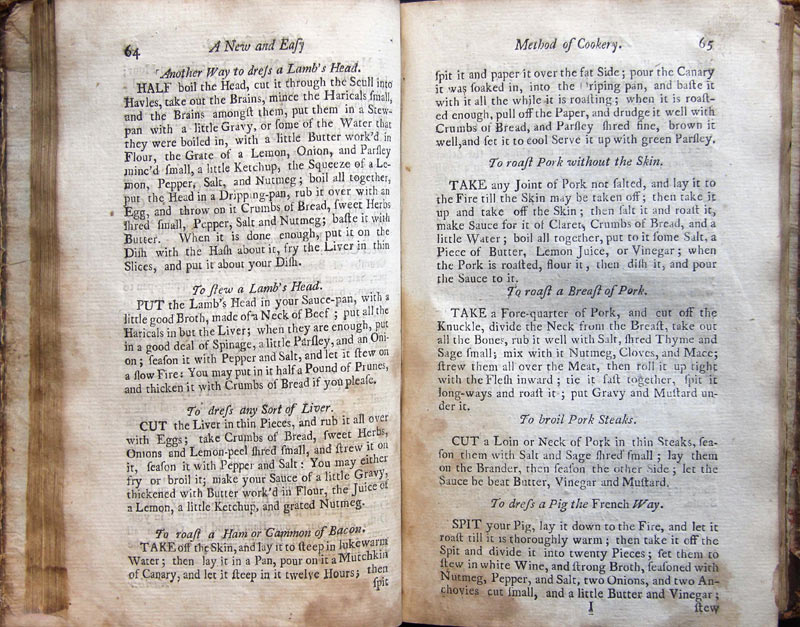 64
A New and Easy
Another Way to dreſs a Lamb's Head.
HALF boil the Head, cut it through the Scull into
Havles, take out the Brains, mince the Haricals ſmall,
and the Brains amongſt them, put them in a Stew-
pan with a little Gravy, or ſome of the Water that
they were boiled in, with a little Butter work'd in
Flour, the Grate of a Lemon, Onion, and Parſley
minc'd ſmall, a little Ketchup, the Squeze of a Le-
mon, Pepper, Salt, and Nutmeg; boil all together,
put the Head in a Dripping-pan, rub it over with an
Egg, and throw on it Crumbs of Bread, ſweet Herbs
ſhred ſmall, Pepper, Salt and Nutmeg; baſte it with
Butter. When it is done enough, put it on the
Diſh with the Haſh about it, fry the Liver in thin
Slices, and put it about your Diſh.
To ſtew a Lamb's Head.
PUT the Lamb's Head in your Sauce-pan, with a
little good Broth, made of a Neck of Beef; put all the
Haricals in but the Liver; when they are enough, put
in a good deal of Spinage, a little Parſley, and an Oni-
on; ſeaſon it with Pepper and Salt, and let it ſtew on
a ſlow Fire: You may put in it half a Pound of Prunes,
and thicken it with Crumbs of Bread if you pleaſe.
To dreſs any Sort of Liver.
CUT the Liver in thin Pieces, and rub it all over
with Eggs; take Crumbs of Bread, ſweet Herbs,
Onions and Lemon-peel ſhred ſmall, and ſtrew it on
it, ſeaſon it with Pepper and Salt: You may either
fry or broil it; make your Sauce of a little Gravy,
thickened with Butter work'd in Flour, the Juice of
a Lemon, a little Ketchup, and grated Nutmeg.
To roaſt a Ham or Gammon of Bacon.
TAKE off the Skin, and lay it to ſteep in lukewarm
Water; then lay it in a Pan, pour on it a Mutchkin
of Canary, and let it ſteep in it twelve Hours; then
ſpit
Method of Cookery.
65
ſpit it and paper it over the fat Side; pour the Canary
it was ſoaked in, into the 'riping pan, and baſte it
with it all the while it is roaſting; when it is roaſt-
ed enough, pull off the Paper, and drudge it well with
Crumbs of Bread, and Parſley ſhred fine, brown it
well, and ſet it to cool Serve it up with green Parſley.
To roaſt Pork without the Skin.
TAKE any Joint of Pork not ſalted, and lay it to
the Fire till the Skin may be taken off; then take it
up and take off the Skin; then ſalt it and roaſt it,
make Sauce for it of Claret, Crumbs of Bread, and a
little Water; boil all together, put to it ſome Salt, a
Piece of Butter, Lemon Juice, or Vinegar; when
the Pork is roaſted, flour it, then diſh it, and pour
the Sauce to it.
To roaſt a Breaſt of Pork.
TAKE a Fore-quarter of Pork, and cut off the
Knuckle, divide the Neck from the Breaſt, take out
all the Bones, rub it well with Salt, ſhred Thyme and
Sage ſmall; mix with it Nutmeg, Cloves, and Mace;
ſtrew them all over the Meat, then roll it up tight
with the Fleſh inward; tie it faſt together, ſpit it
long-ways and roaſt it; put Gravy and Muſtard un-
der it.
To broil Pork Steaks.
CUT a Loin or Neck of Pork in thin Steaks, ſea-
ſon them with Salt and Sage ſhred ſmall; lay them
on the Brander, then ſeaſon the other Side; let the
Sauce be beat Butter, Vinegar and Muſtard.
To dreſs a Pig the French Way.
SPIT your Pig, lay it down to the Fire, and let it
roaſt till it is thoroughly warm; then take it off the
Spit and divide it into twenty Pieces; ſet them to
ſtew in white Wine, and ſtrong Broth, ſeaſoned with
Nutmeg, Pepper, and Salt, two Onions, and two An-
chovies cut ſmall, and a little Butter and Vinegar;
I
ſtew